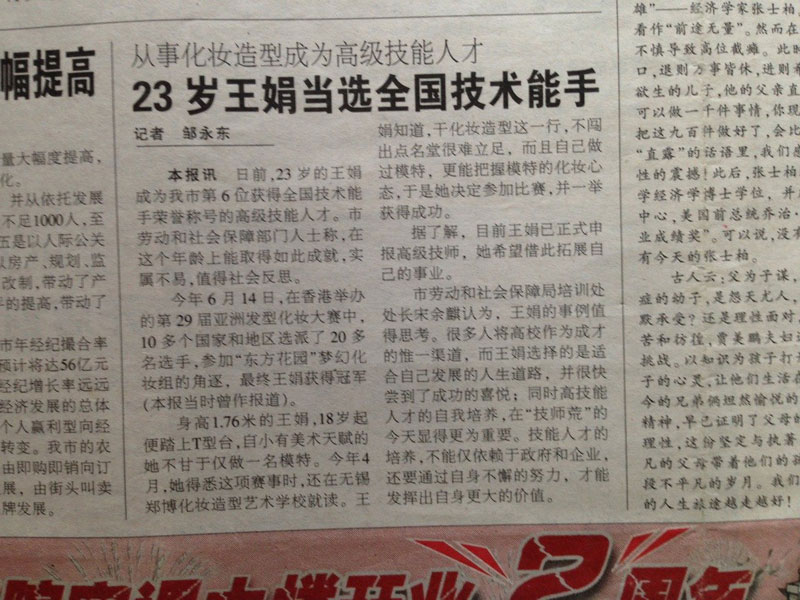 幅提高
量大幅度提高,
化。
并从依托发展
不足1000人,至
五是以人际公关
以房产、规划、监
改制,带动了产
平的提高,带动了
市年经纪撮合率
预计将达56亿元
经纪增长率远远
经济发展的总体
个人赢利型向经
转变。我市的农
由即购即销向订
展,由街头叫卖
牌发展。
从事化妆造型成为高级技能人才
23岁王娟当选全国技术能手
记者 邹永东
本报讯 日前,23岁的王娟
成为我市第6位获得全国技术能
手荣誉称号的高级技能人才。市
劳动和社会保障部门人士称,在
这个年龄上能取得如此成就,实
属不易,值得社会反思。
今年6月14日,在香港举办
的第29届亚洲发型化妆大赛中,
10多个国家和地区选派了20多
名选手,参加“东方花园”梦幻化
妆组的角逐,最终王娟获得冠军
(本报当时曾作报道)。
身高1.76米的王娟,18岁起
便踏上T型台,自小有美术天赋的
她不甘于仅做一名模特。今年4
月,她得悉这项赛事时,还在无锡
郑博化妆造型艺术学校就读。王
娟知道,干化妆造型这一行,不闯
出点名堂很难立足,而且自己做
过模特,更能把握模特的化妆心
态,于是她决定参加比赛,并一举
获得成功。
据了解,目前王娟已正式申
报高级技师,她希望借此拓展自
己的事业。
市劳动和社会保障局培训处
处长宋余麒认为,王娟的事例值
得思考。很多人将高校作为成才
的惟一渠道,而王娟选择的是适
合自己发展的人生道路,并很快
尝到了成功的喜悦;同时高技能
人才的自我培养,在“技师荒”的
今天显得更为重要。技能人才的
培养,不能仅依赖于政府和企业,
还要通过自身不懈的努力,才能
发挥出自身更大的价值。
雄”——经济学家张士柏
看作“前途无量”。然而在
不慎导致高位截瘫。此时
口,退则万事皆休,进则希
欲生的儿子,他的父亲直
可以做一千件事情,你现
把这九百件做好了,会比
“直露”的话语里,我们感
性的震撼!此后,张士柏
学经济学博士学位,并
中心,美国前总统乔治·
业成绩奖”。可以说,没有
有今天的张士柏。
古人云:父为子谋,
症的幼子,是怨天尤人,
默承受?还是理性面对,
苦和彷徨,贾美鹏夫妇
挑战。以知识为孩子打
子的心灵,让他们生活在
今的兄弟俩坦然愉悦的
精神,早已证明了父母的
理性,这份坚定与执著
凡的父母带着他们的孩
段不平凡的岁月。我们
的人生旅途越走越好!
2周年